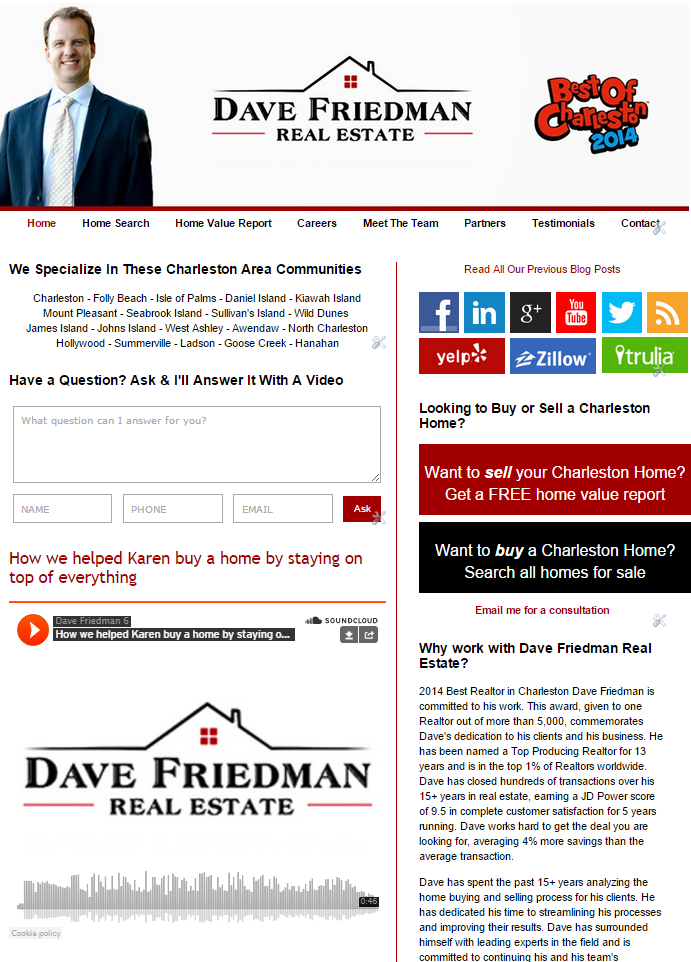 DAVE FRIEDMAN
REAL ESTATE
Best Of
Charleston
2014
Home
Home Search
Home Value Report
Careers
Meet The Team
Partners
Testimonials
Contact
We Specialize In These Charleston Area Communities
Charleston - Folly Beach - Isle of Palms - Daniel Island - Kiawah Island
Mount Pleasant - Seabrook Island - Sullivan's Island - Wild Dunes
James Island - Johns Island - West Ashley - Awendaw - North Charleston
Hollywood - Summerville - Ladson - Goose Creek - Hanahan
Have a Question? Ask & I'll Answer It With A Video
What question can I answer for you?
NAME
PHONE
EMAIL
Ask
How we helped Karen buy a home by staying on
top of everything
Dave Friedman 6
SOUNDCLOUD
How we helped Karen buy a home by staying o...
DAVE FRIEDMAN
REAL ESTATE
0:46
Cookie policy
Read All Our Previous Blog Posts
f
in
g+
You
Tube
yelp
Zillow
trulia
Looking to Buy or Sell a Charleston
Home?
Want to sell your Charleston Home?
Get a FREE home value report
Want to buy a Charleston Home?
Search all homes for sale
Email me for a consultation
Why work with Dave Friedman Real
Estate?
2014 Best Realtor in Charleston Dave Friedman is
committed to his work. This award, given to one
Realtor out of more than 5,000, commemorates
Dave's dedication to his clients and his business. He
has been named a Top Producing Realtor for 13
years and is in the top 1% of Realtors worldwide.
Dave has closed hundreds of transactions over his
15+ years in real estate, earning a JD Power score
of 9.5 in complete customer satisfaction for 5 years
running. Dave works hard to get the deal you are
looking for, averaging 4% more savings than the
average transaction.
Dave has spent the past 15+ years analyzing the
home buying and selling process for his clients. He
has dedicated his time to streamlining his processes
and improving their results. Dave has surrounded
himself with leading experts in the field and is
committed to continuing his and his team's